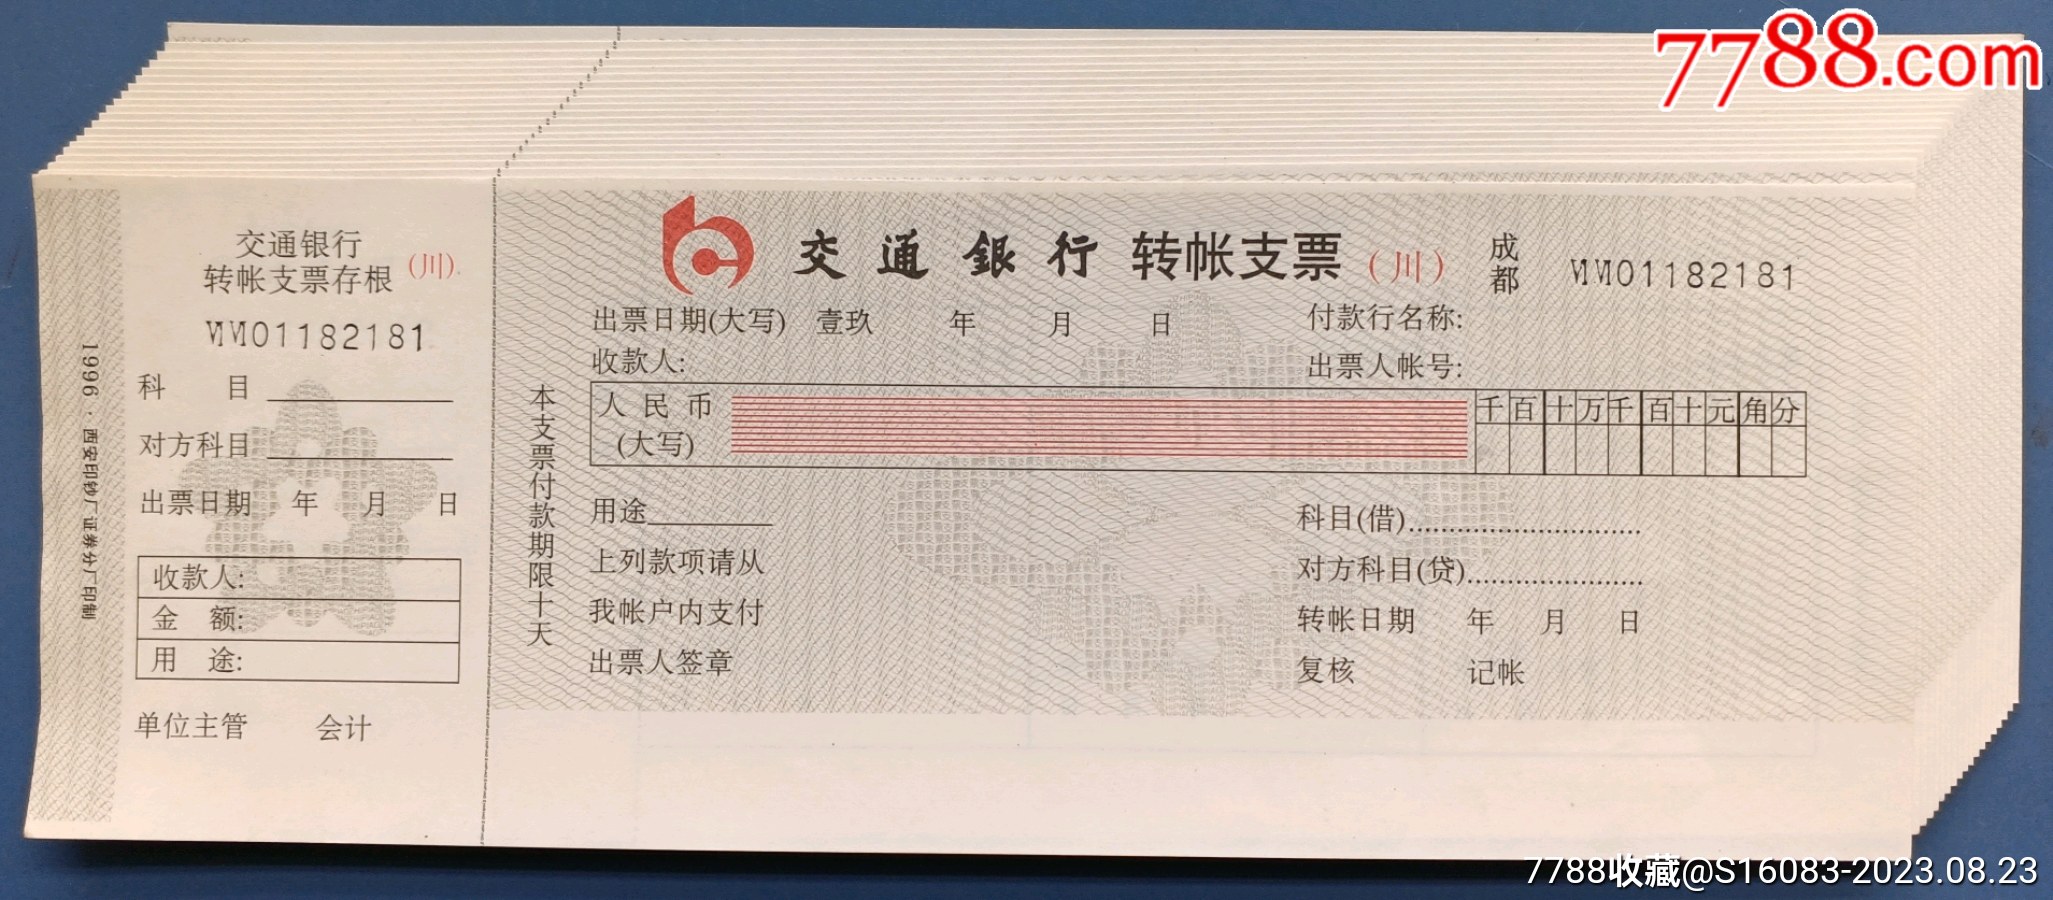 7788.com
交通银行
转帐支票存根 (川)
VIVI01182181
科 目
对方科目
出票日期 年 月 日
收款人:
金 额:
用 途:
单位主管 会计
1996·西安印钞厂证券分厂印制
交通銀行 转帐支票 (川) 成都 VIVI01182181
出票日期(大写) 壹玖 年 月 日 付款行名称:
收款人: 出票人帐号:
人民币
(大写)
千百十万千百十元角分
本支票付款期限十天
用途
上列款项请从
我帐户内支付
出票人签章
科目(借)
对方科目(贷)
转帐日期 年 月 日
复核 记帐
7788收藏@S16083-2023.08.23